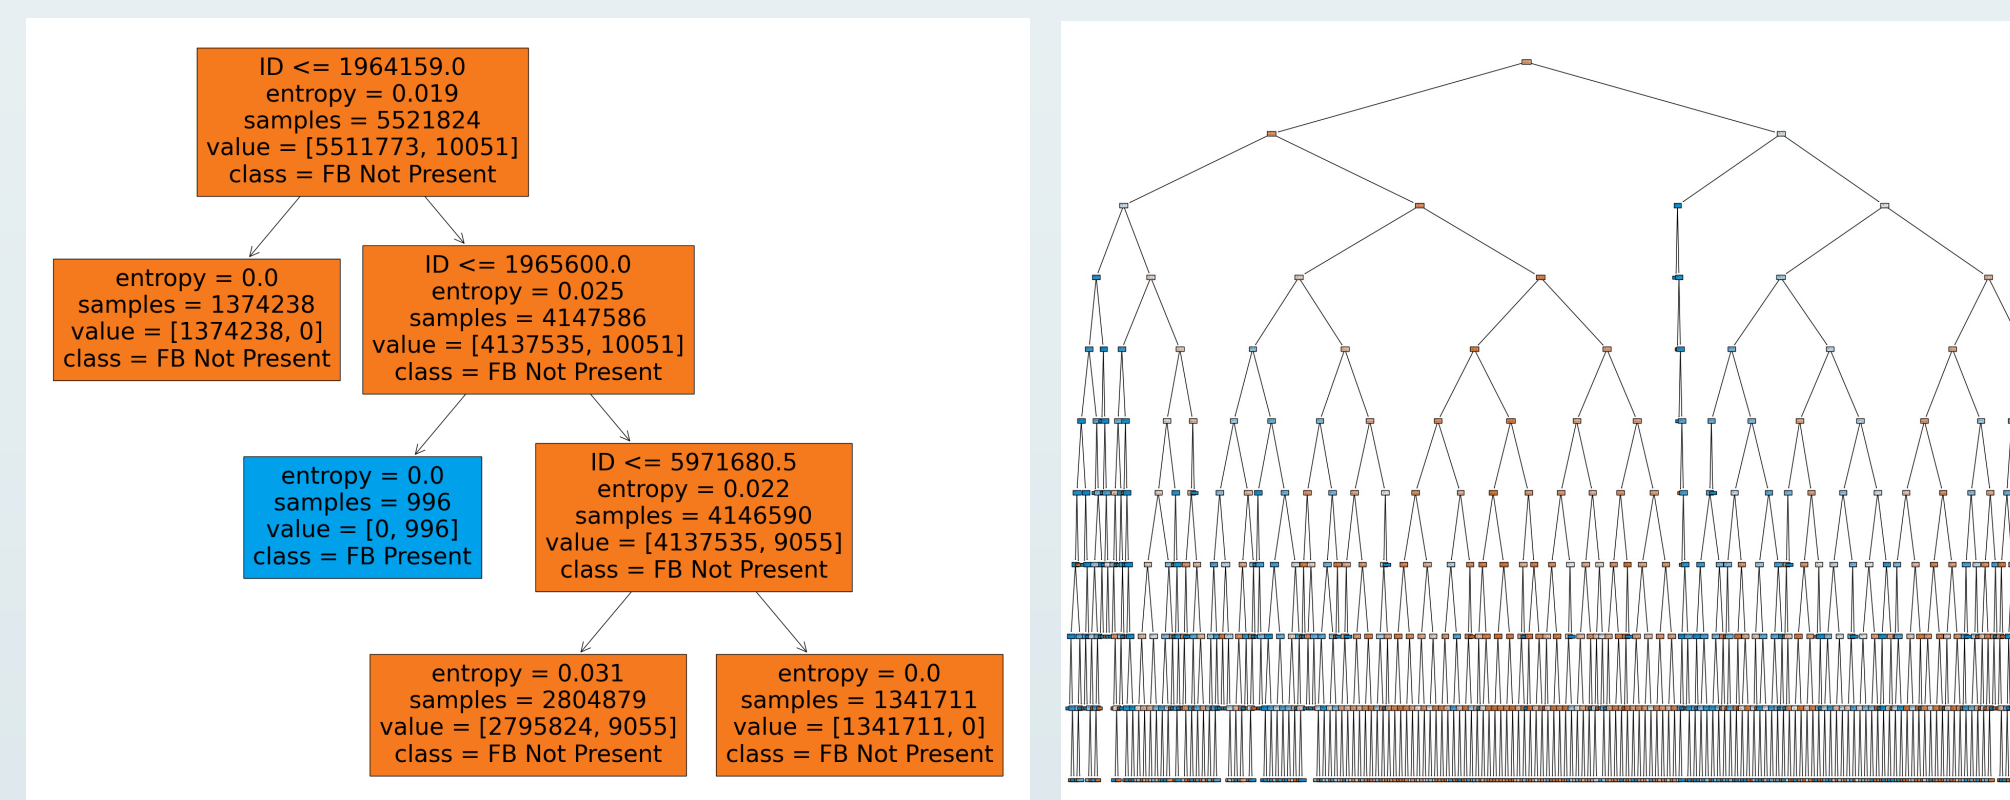 ID <= 1964159.0
entropy = 0.019
samples = 5521824
value = [5511773, 10051]
class = FB Not Present
entropy = 0.0
samples = 1374238
value = [1374238, 0]
class = FB Not Present
ID <= 1965600.0
entropy = 0.025
samples = 4147586
value = [4137535, 10051]
class = FB Not Present
entropy = 0.0
samples = 996
value = [0, 996]
class = FB Present
ID <= 5971680.5
entropy = 0.022
samples = 4146590
value = [4137535, 9055]
class = FB Not Present
entropy = 0.031
samples = 2804879
value = [2795824, 9055]
class = FB Not Present
entropy = 0.0
samples = 1341711
value = [1341711, 0]
class = FB Not Present